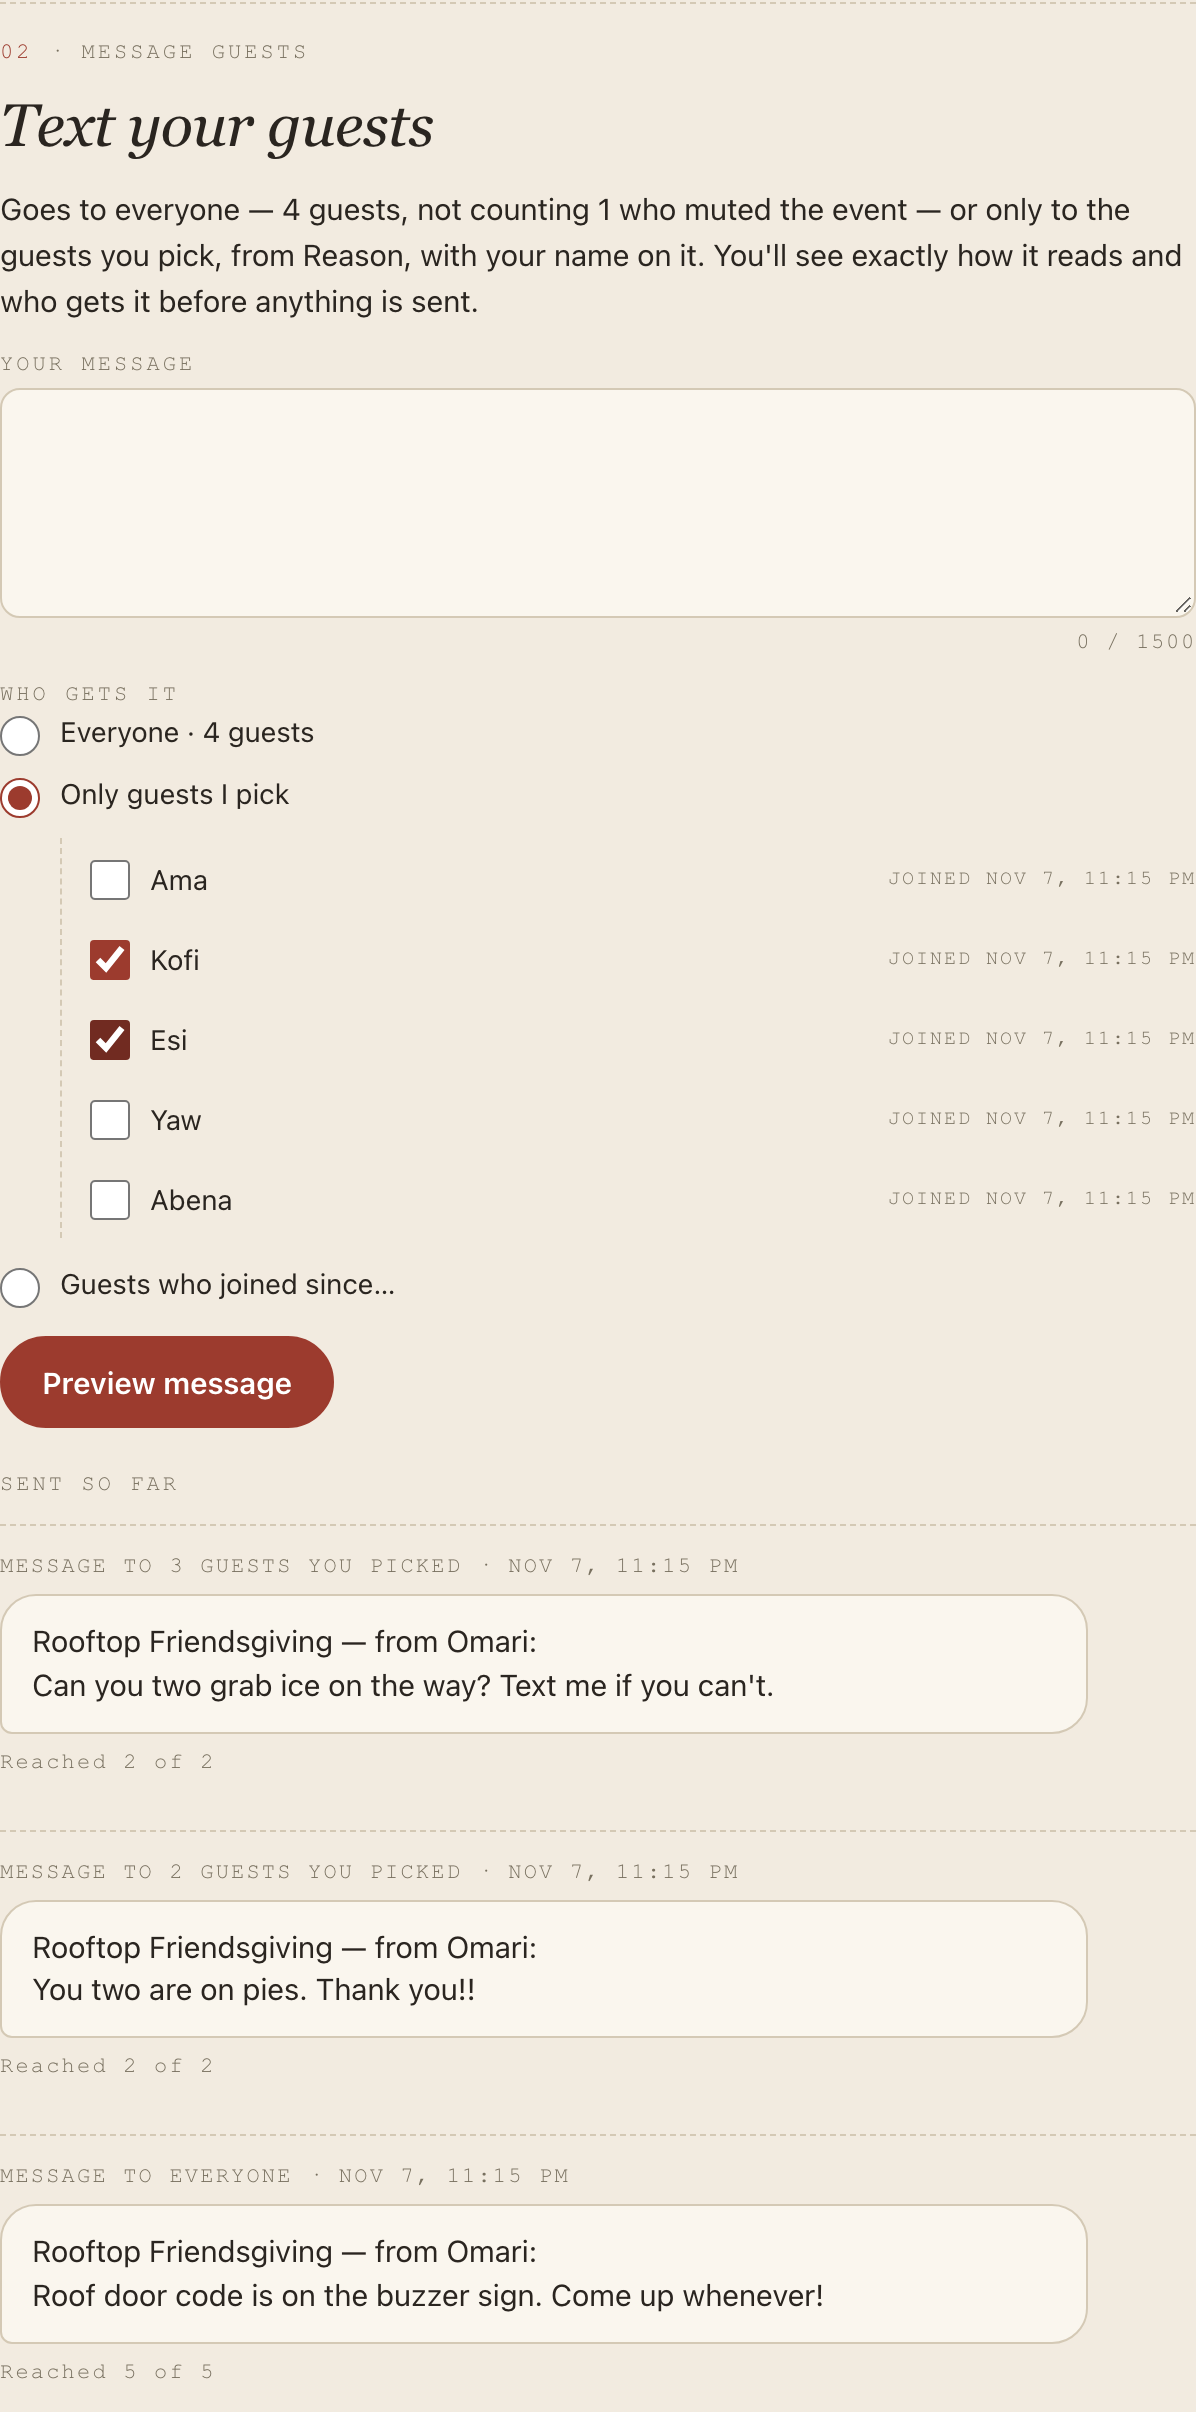 02 · MESSAGE GUESTS
Text your guests
Goes to everyone — 4 guests, not counting 1 who muted the event — or only to the
guests you pick, from Reason, with your name on it. You'll see exactly how it reads and
who gets it before anything is sent.
YOUR MESSAGE
0 / 1500
WHO GETS IT
Everyone · 4 guests
Only guests I pick
Ama JOINED NOV 7, 11:15 PM
Kofi JOINED NOV 7, 11:15 PM
Esi JOINED NOV 7, 11:15 PM
Yaw JOINED NOV 7, 11:15 PM
Abena JOINED NOV 7, 11:15 PM
Guests who joined since...
Preview message
SENT SO FAR
MESSAGE TO 3 GUESTS YOU PICKED · NOV 7, 11:15 PM
Rooftop Friendsgiving — from Omari:
Can you two grab ice on the way? Text me if you can't.
Reached 2 of 2
MESSAGE TO 2 GUESTS YOU PICKED · NOV 7, 11:15 PM
Rooftop Friendsgiving — from Omari:
You two are on pies. Thank you!!
Reached 2 of 2
MESSAGE TO EVERYONE · NOV 7, 11:15 PM
Rooftop Friendsgiving — from Omari:
Roof door code is on the buzzer sign. Come up whenever!
Reached 5 of 5